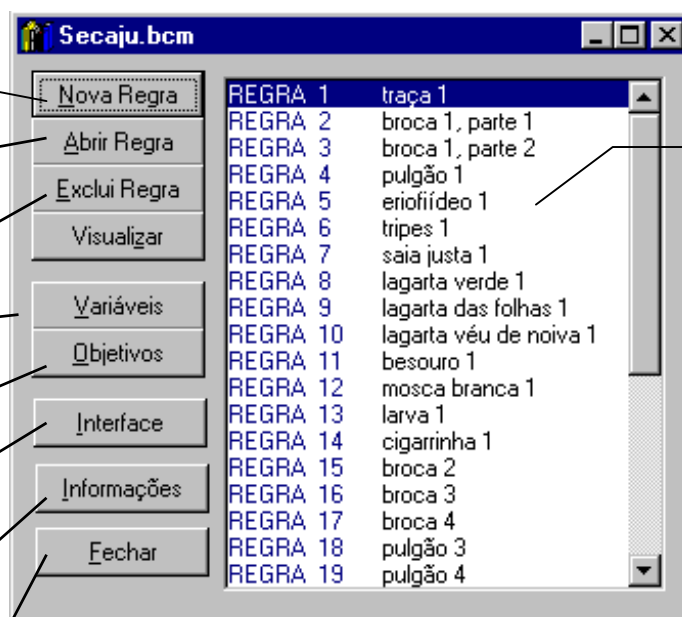 Secaju.bcm
Nova Regra
Abrir Regra
Exclui Regra
Visualizar
Variáveis
Objetivos
Interface
Informações
Fechar
REGRA 1 traça 1
REGRA 2 broca 1, parte 1
REGRA 3 broca 1, parte 2
REGRA 4 pulgão 1
REGRA 5 eriofiídeo 1
REGRA 6 tripes 1
REGRA 7 saia justa 1
REGRA 8 lagarta verde 1
REGRA 9 lagarta das folhas 1
REGRA 10 lagarta véu de noiva 1
REGRA 11 besouro 1
REGRA 12 mosca branca 1
REGRA 13 larva 1
REGRA 14 cigarrinha 1
REGRA 15 broca 2
REGRA 16 broca 3
REGRA 17 broca 4
REGRA 18 pulgão 3
REGRA 19 pulgão 4